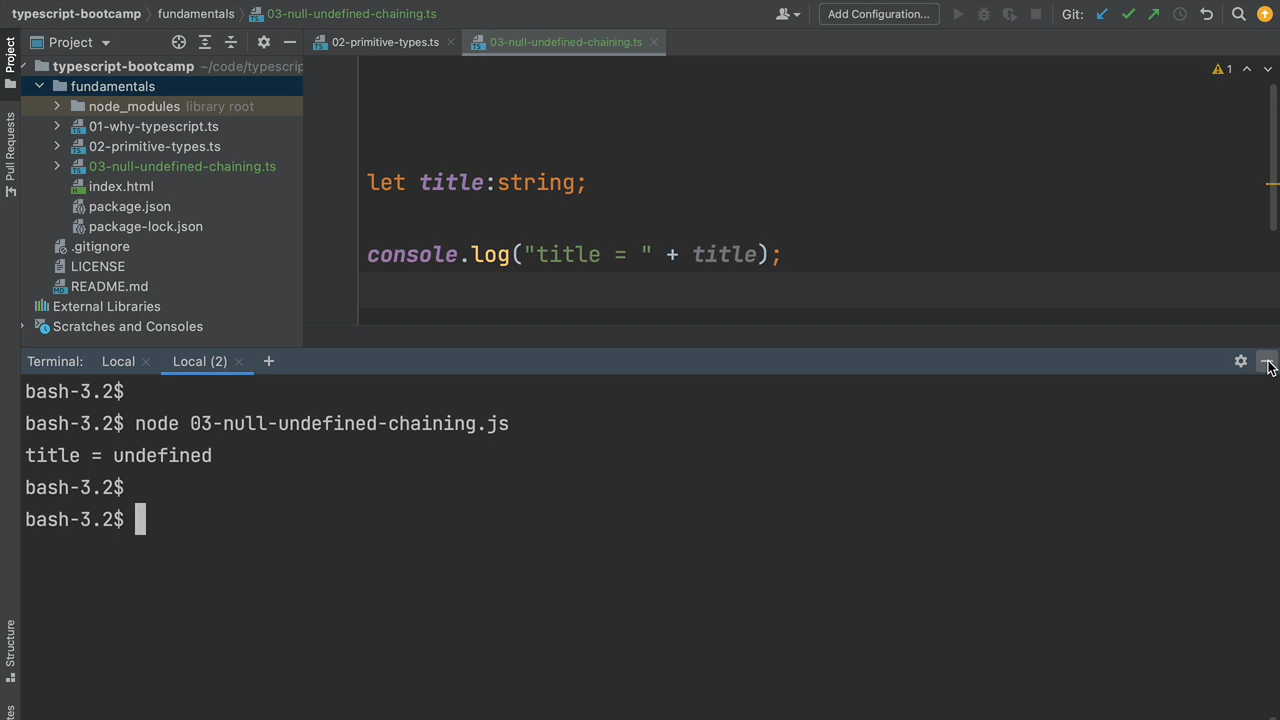 typescript-bootcamp fundamentals 03-null-undefined-chaining.ts
Add Configuration...
Git:
Project
Project
02-primitive-types.ts
03-null-undefined-chaining.ts
typescript-bootcamp ~/code/typescrip
fundamentals
node_modules library root
01-why-typescript.ts
02-primitive-types.ts
03-null-undefined-chaining.ts
index.html
package.json
package-lock.json
.gitignore
LICENSE
README.md
External Libraries
Scratches and Consoles
Pull Requests
1
let title:string;
console.log("title = " + title);
Terminal: Local Local (2) +
bash-3.2$
bash-3.2$ node 03-null-undefined-chaining.js
title = undefined
bash-3.2$
bash-3.2$
Structure